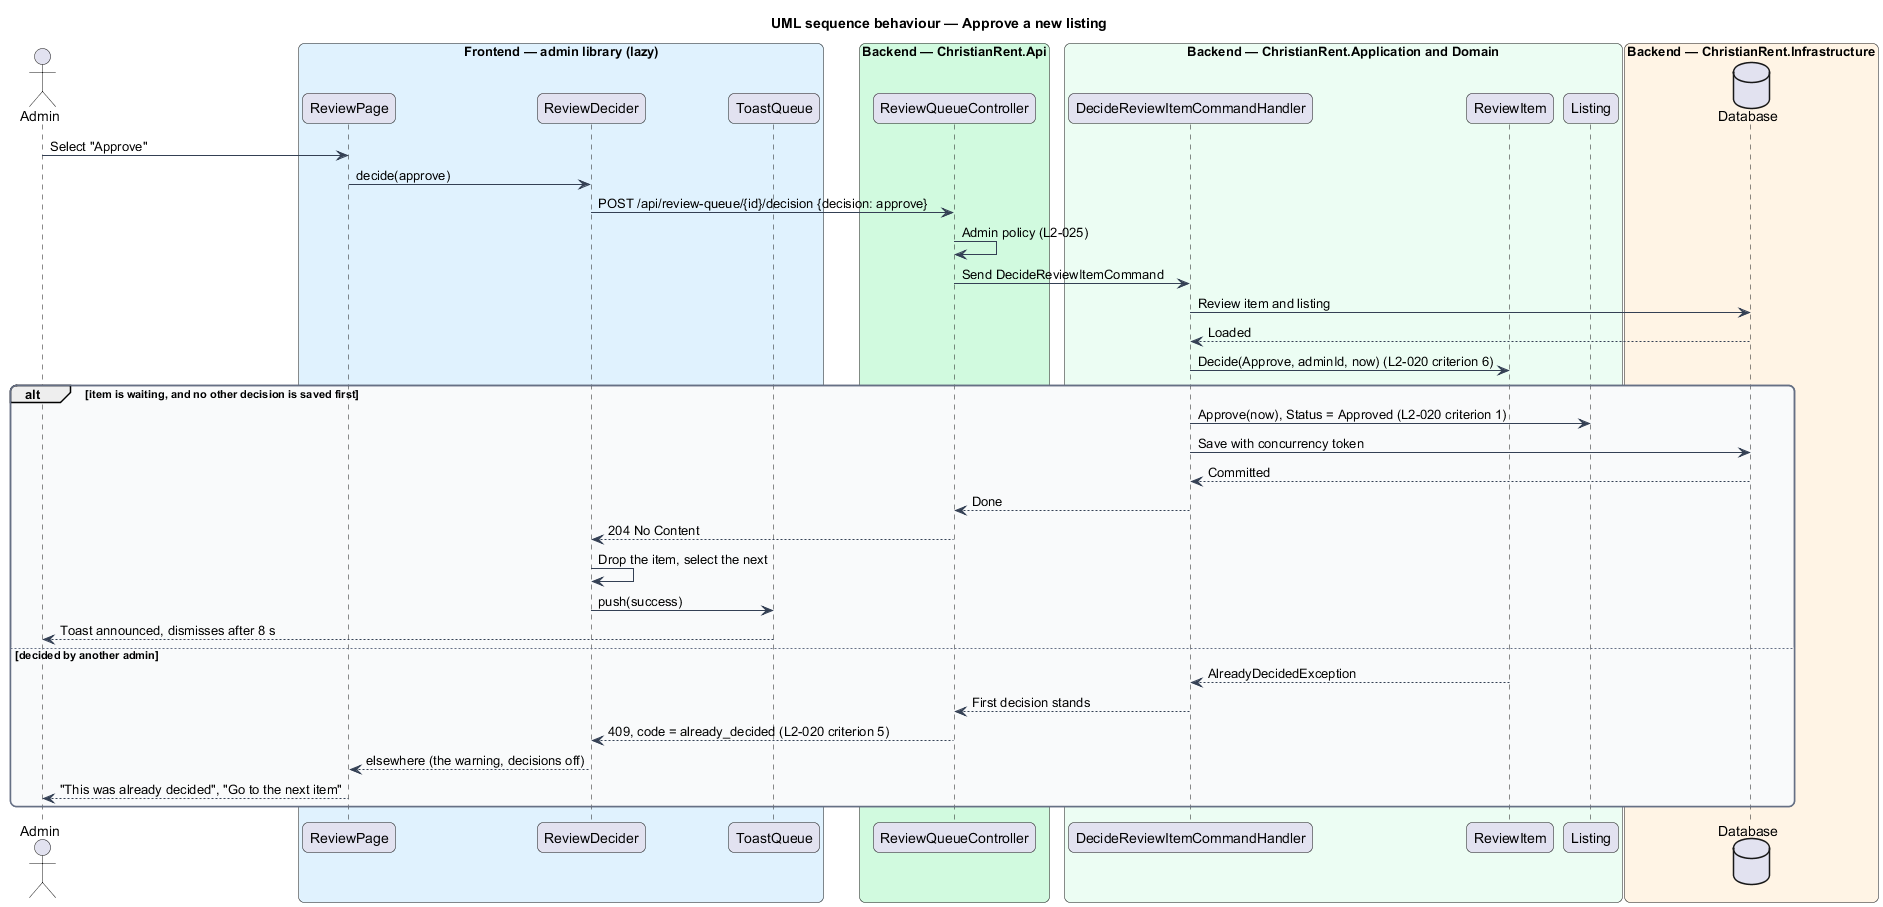 UML sequence behaviour — Approve a new listing
Frontend — admin library (lazy)
Backend — ChristianRent.Api
Backend — ChristianRent.Application and Domain
Backend — ChristianRent.Infrastructure
Admin
ReviewPage
ReviewDecider
ToastQueue
ReviewQueueController
DecideReviewItemCommandHandler
ReviewItem
Listing
Database
Select "Approve"
decide(approve)
POST /api/review-queue/{id}/decision {decision: approve}
Admin policy (L2-025)
Send DecideReviewItemCommand
Review item and listing
Loaded
Decide(Approve, adminId, now) (L2-020 criterion 6)
alt
[item is waiting, and no other decision is saved first]
Approve(now), Status = Approved (L2-020 criterion 1)
Save with concurrency token
Committed
Done
204 No Content
Drop the item, select the next
push(success)
Toast announced, dismisses after 8 s
[decided by another admin]
AlreadyDecidedException
First decision stands
409, code = already_decided (L2-020 criterion 5)
elsewhere (the warning, decisions off)
"This was already decided", "Go to the next item"
Admin
ReviewPage
ReviewDecider
ToastQueue
ReviewQueueController
DecideReviewItemCommandHandler
ReviewItem
Listing
Database